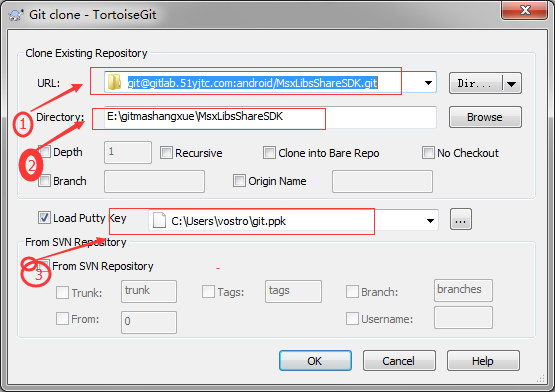 Git clone - TortoiseGit
Clone Existing Repository
URL: git@gitlab.51yjtc.com:android/MsxLibsShareSDK.git Dir...
1
Directory: E:\gitmashangxue\MsxLibsShareSDK Browse
2
Depth 1 Recursive Clone into Bare Repo No Checkout
Branch Origin Name
Load Putty Key C:\Users\vostro\git.ppk ...
From SVN Repository
3
From SVN Repository
Trunk: trunk Tags: tags Branch: branches
From: 0 Username:
OK Cancel Help